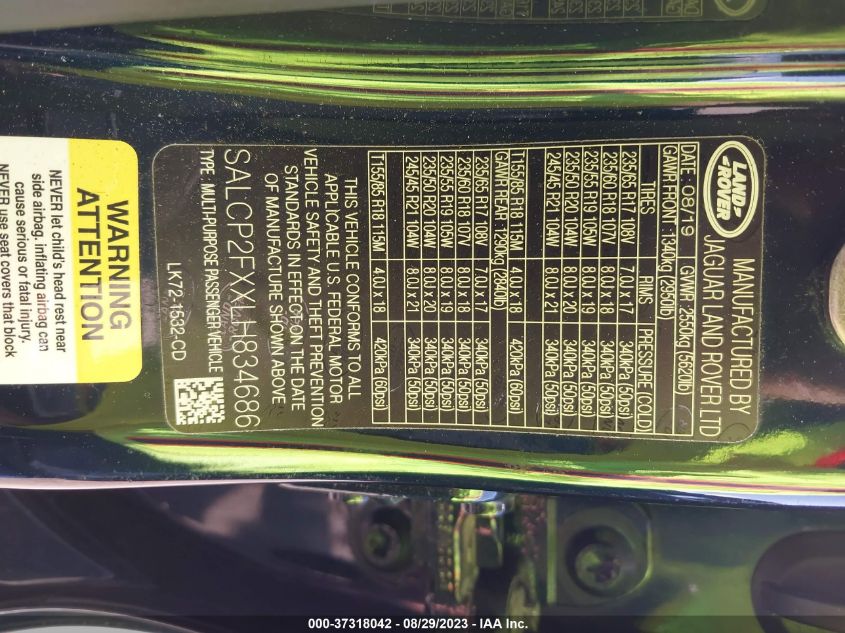 LAND
ROVER
MANUFACTURED BY
JAGUAR LAND ROVER LTD
DATE: 08/19 GVWR: 2550kg (5620lb)
GAWR FRONT: 1340kg (2950lb)
TIRES RIMS PRESSURE (COLD)
235/65 R17 108V 7.0J x 17 340kPa (50psi)
235/60 R18 107V 8.0J x 18 340kPa (50psi)
235/55 R19 105W 8.0J x 19 340kPa (50psi)
235/50 R20 104W 8.0J x 20 340kPa (50psi)
245/45 R21 104W 8.0J x 21 340kPa (50psi)
T155/85 R18 115M 4.0J x 18 420kPa (60psi)
GAWR REAR: 1290kg (2840lb)
235/65 R17 108V 7.0J x 17 340kPa (50psi)
235/60 R18 107V 8.0J x 18 340kPa (50psi)
235/55 R19 105W 8.0J x 19 340kPa (50psi)
235/50 R20 104W 8.0J x 20 340kPa (50psi)
245/45 R21 104W 8.0J x 21 340kPa (50psi)
T155/85 R18 115M 4.0J x 18 420kPa (60psi)
THIS VEHICLE CONFORMS TO ALL
APPLICABLE U.S. FEDERAL MOTOR
VEHICLE SAFETY AND THEFT PREVENTION
STANDARDS IN EFFECT ON THE DATE
OF MANUFACTURE SHOWN ABOVE
SALCP2FXXLH834686
TYPE: MULTI-PURPOSE PASSENGER VEHICLE
LK72-1532-CD
WARNING
ATTENTION
NEVER let child's head rest near
side airbag, inflating airbag can
cause serious or fatal injury.
NEVER use seat covers that block
000-37318042 - 08/29/2023 - IAA Inc.